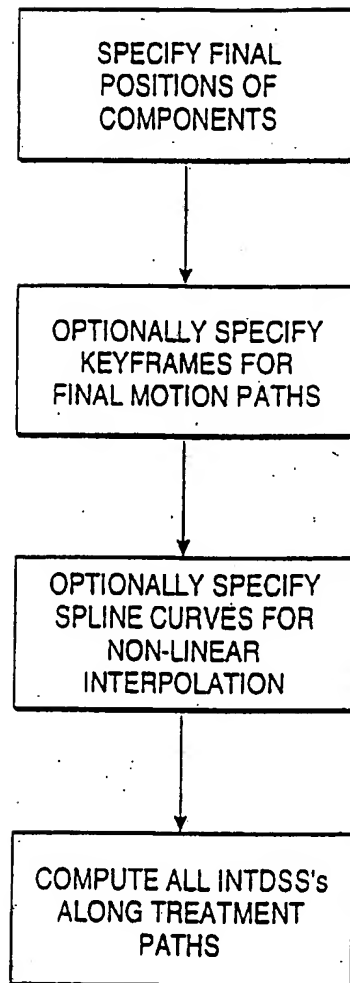 SPECIFY FINAL
POSITIONS OF
COMPONENTS
OPTIONALLY SPECIFY
KEYFRAMES FOR
FINAL MOTION PATHS
OPTIONALLY SPECIFY
SPLINE CURVES FOR
NON-LINEAR
INTERPOLATION
COMPUTE ALL INTDSS's
ALONG TREATMENT
PATHS